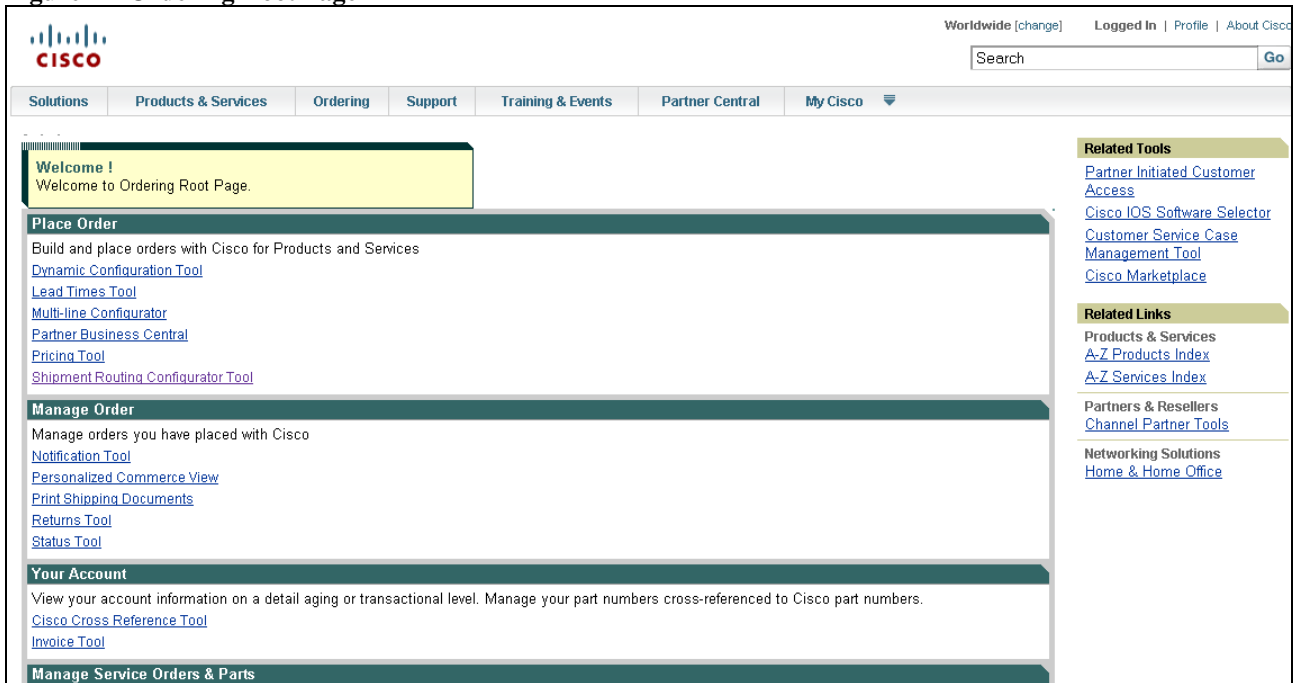 Worldwide [change] Logged In | Profile | About Cisco
CISCO
Search Go
Solutions Products & Services Ordering Support Training & Events Partner Central My Cisco
Welcome !
Welcome to Ordering Root Page.
Place Order
Build and place orders with Cisco for Products and Services
Dynamic Configuration Tool
Lead Times Tool
Multi-line Configurator
Partner Business Central
Pricing Tool
Shipment Routing Configurator Tool
Manage Order
Manage orders you have placed with Cisco
Notification Tool
Personalized Commerce View
Print Shipping Documents
Returns Tool
Status Tool
Your Account
View your account information on a detail aging or transactional level. Manage your part numbers cross-referenced to Cisco part numbers.
Cisco Cross Reference Tool
Invoice Tool
Manage Service Orders & Parts
Related Tools
Partner Initiated Customer
Access
Cisco IOS Software Selector
Customer Service Case
Management Tool
Cisco Marketplace
Related Links
Products & Services
A-Z Products Index
A-Z Services Index
Partners & Resellers
Channel Partner Tools
Networking Solutions
Home & Home Office